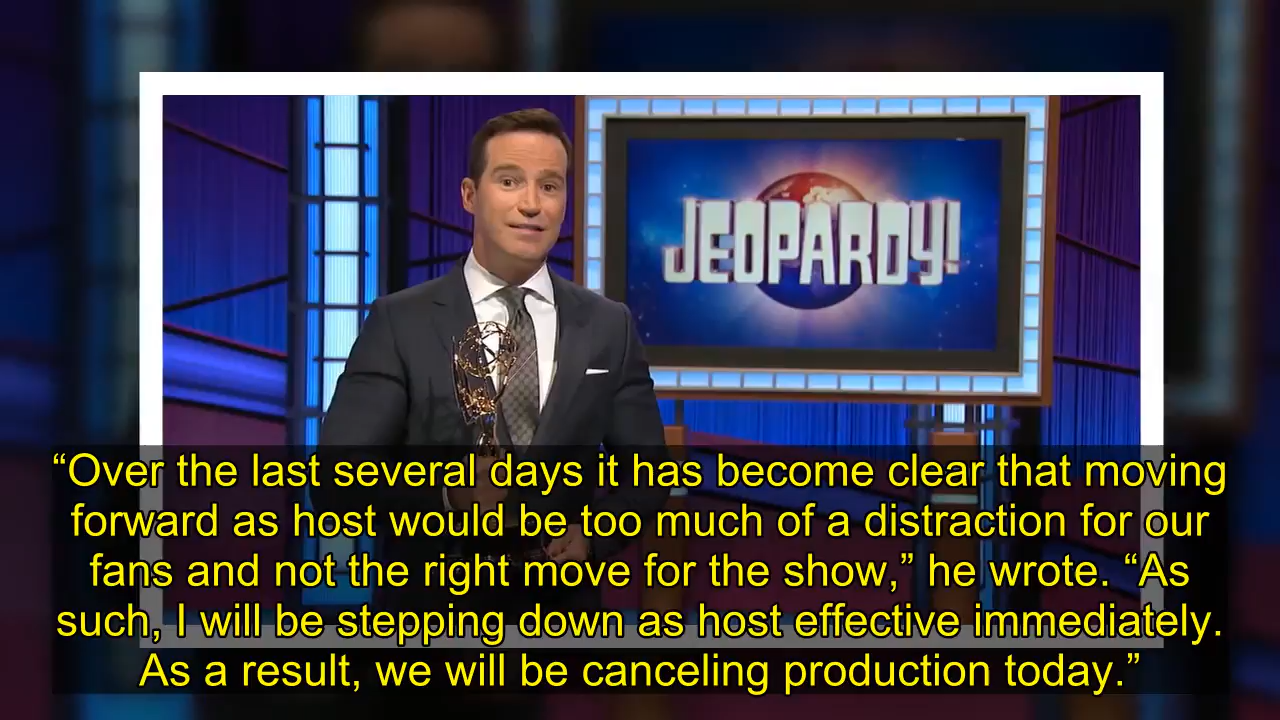 JEOPARDY!
“Over the last several days it has become clear that moving
forward as host would be too much of a distraction for our
fans and not the right move for the show,” he wrote. “As
such, I will be stepping down as host effective immediately.
As a result, we will be canceling production today.”